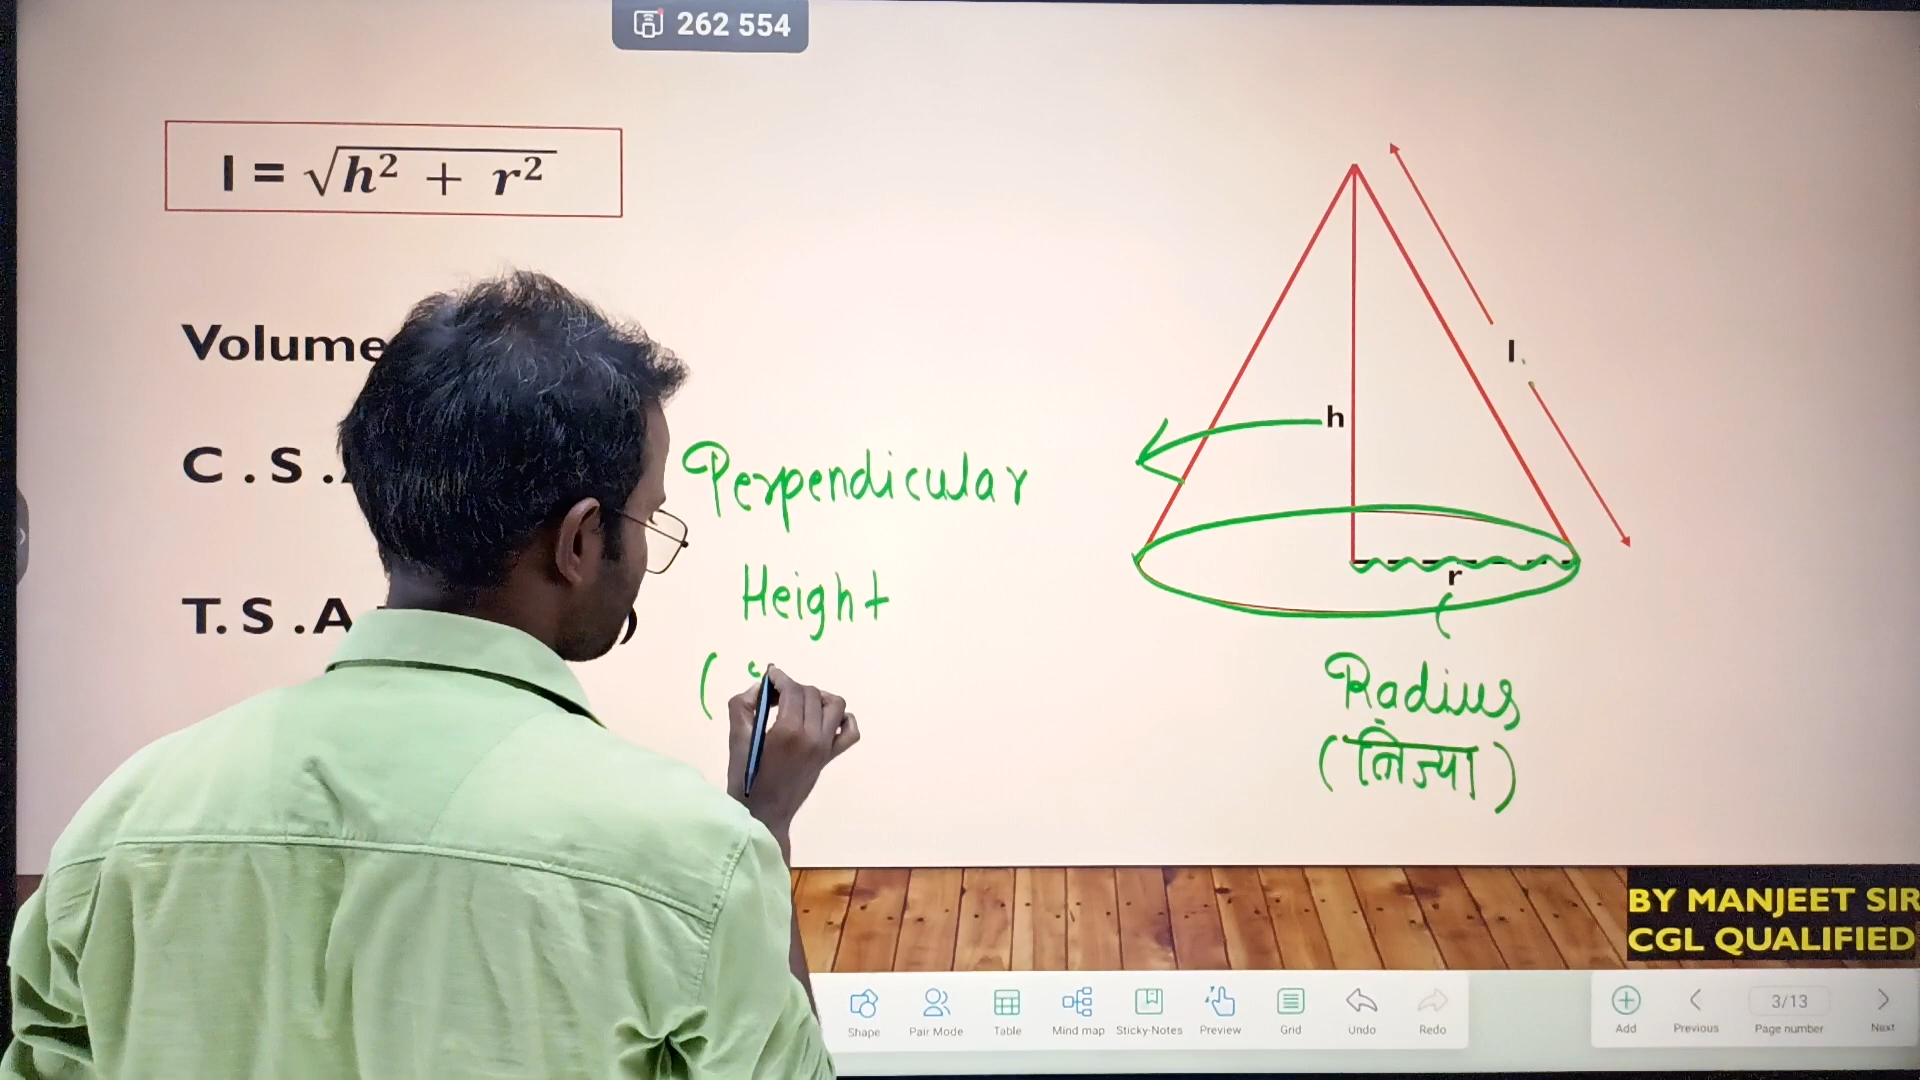 262 554
l = √h² + r²
Volume
C . S .
T. S . A
h
l
r
Perpendicular
Height
(
Radius
(त्रिज्या)
BY MANJEET SIR
CGL QUALIFIED
Shape
Pair Mode
Table
Mind map
Sticky-Notes
Preview
Grid
Undo
Redo
Add
Previous
3/13
Page number
Next